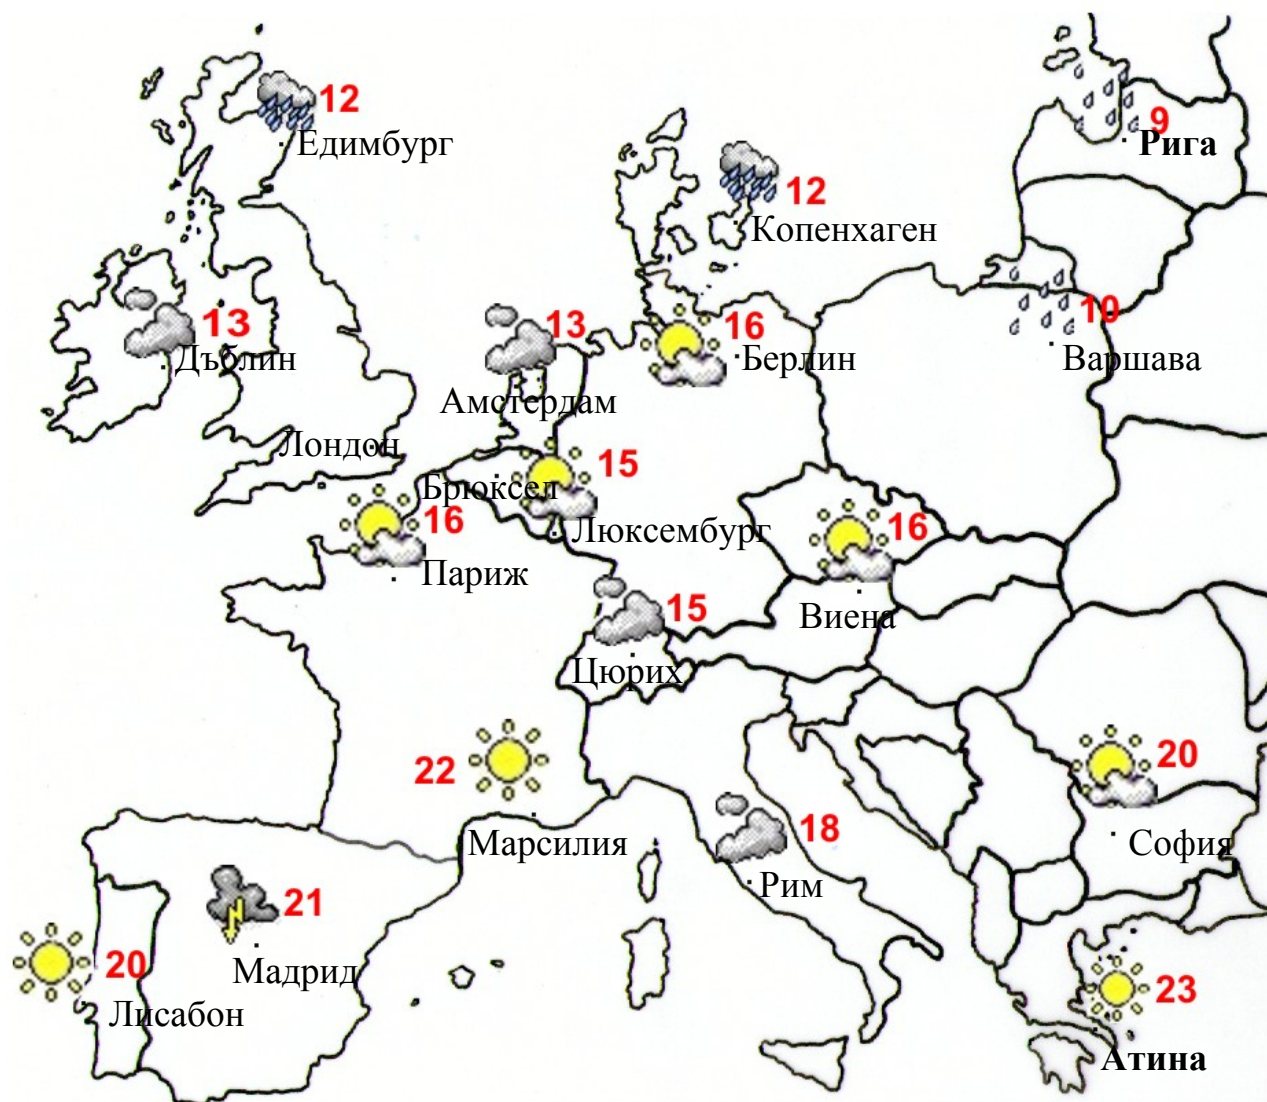 12
Едимбург
9
Рига
12
Копенхаген
13
Дъблин
13
Амстердам
16
Берлин
10
Варшава
Лондон
Брюксел
15
Люксембург
16
Париж
16
Виена
15
Цюрих
22
Марсилия
18
Рим
20
София
21
Мадрид
20
Лисабон
23
Атина